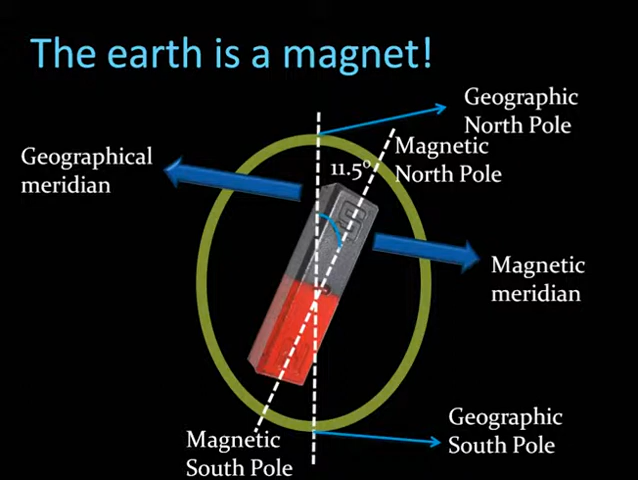 The earth is a magnet!
Geographic
North Pole
Magnetic
North Pole
11.5°
Geographical
meridian
S
Magnetic
meridian
Geographic
South Pole
Magnetic
South Pole